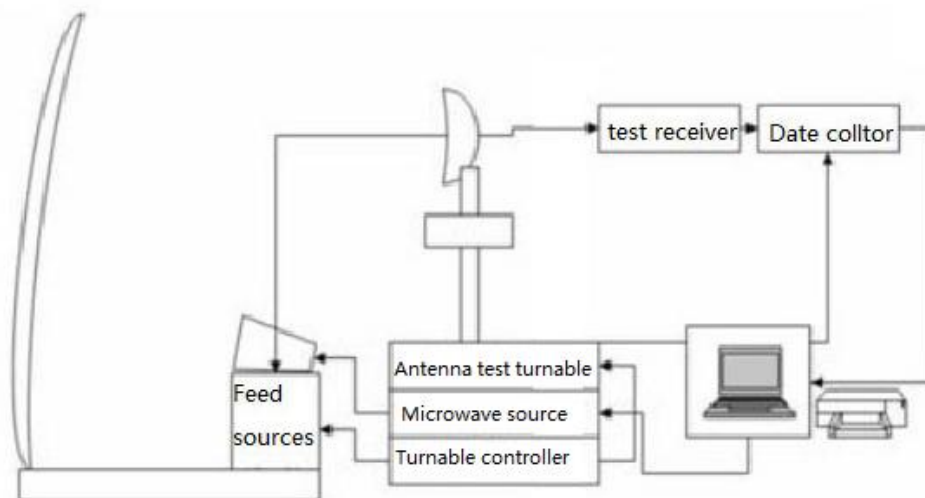 test receiver
Date colltor
Antenna test turnable
Feed
sources
Microwave source
Turnable controller